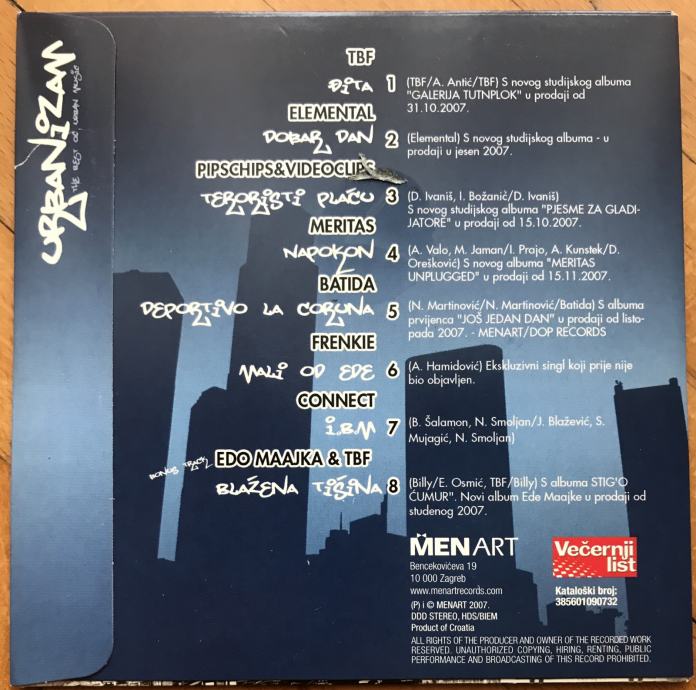 URBANIZAM
THE BEST OF URBAN MUSIC
TBF
ĐITA 1
(TBF/A. Antić/TBF) S novog studijskog albuma
"GALERIJA TUTNPLOK" u prodaji od
31.10.2007.
ELEMENTAL
DOBAR DAN 2
(Elemental) S novog studijskog albuma - u
prodaji u jesen 2007.
PIPSCHIPS&VIDEOCLIPS
TERORISTI PLAČU 3
(D. Ivaniš, I. Božanić/D. Ivaniš)
S novog studijskog albuma "PJESME ZA GLADI-
JATORE" u prodaji od 15.10.2007.
MERITAS
NAPOKON 4
(A. Valo, M. Jaman/I. Prajo, A. Kunstek/D.
Orešković) S novog albuma "MERITAS
UNPLUGGED" u prodaji od 15.11.2007.
BATIDA
DEPORTIVO LA CORUNA 5
(N. Martinović/N. Martinović/Batida) S albuma
prvijenca "JOŠ JEDAN DAN" u prodaji od listo-
pada 2007. - MENART/DOP RECORDS
FRENKIE
MALI OD EDE 6
(A. Hamidović) Ekskluzivni singl koji prije nije
bio objavljen.
CONNECT
I.B.M 7
(B. Šalamon, N. Smoljan/J. Blažević, S.
Mujagić, N. Smoljan)
BONUS TRACK EDO MAAJKA & TBF
BLAŽENA TIŠINA 8
(Billy/E. Osmić, TBF/Billy) S albuma STIG'O
ĆUMUR". Novi album Ede Maajke u prodaji od
studenog 2007.
MENART
Bencekovićeva 19
10 000 Zagreb
www.menartrecords.com
(P) i © MENART 2007.
DDD STEREO, HDS/BIEM
Product of Croatia
Večernji
list
Kataloški broj:
385601090732
ALL RIGHTS OF THE PRODUCER AND OWNER OF THE RECORDED WORK
RESERVED. UNAUTHORIZED COPYING, HIRING, RENTING, PUBLIC
PERFORMANCE AND BROADCASTING OF THIS RECORD PROHIBITED.